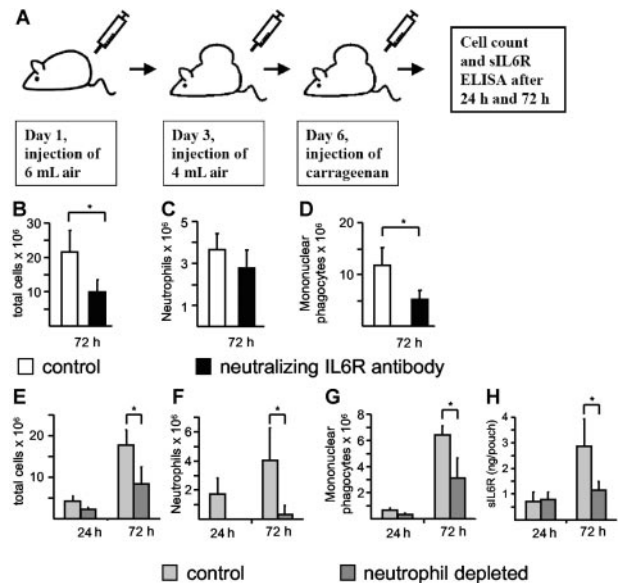 A
Cell count
and sIL6R
ELISA after
24 h and 72 h
Day 1,
injection of
6 mL air
Day 3,
injection of
4 mL air
Day 6,
injection of
carrageenan
B
total cells x 10⁶
30
20
10
*
72 h
C
Neutrophils x 10⁶
5
3
1
72 h
D
Mononuclear
phagocytes x 10⁶
20
10
*
72 h
control
neutralizing IL6R antibody
E
total cells x 10⁶
20
10
*
24 h
72 h
F
Neutrophils x 10⁶
6
4
2
*
24 h
72 h
G
Mononuclear
phagocytes x 10⁶
8
6
4
2
*
24 h
72 h
H
sIL6R (ng/pouch)
4
3
2
1
*
24 h
72 h
control
neutrophil depleted